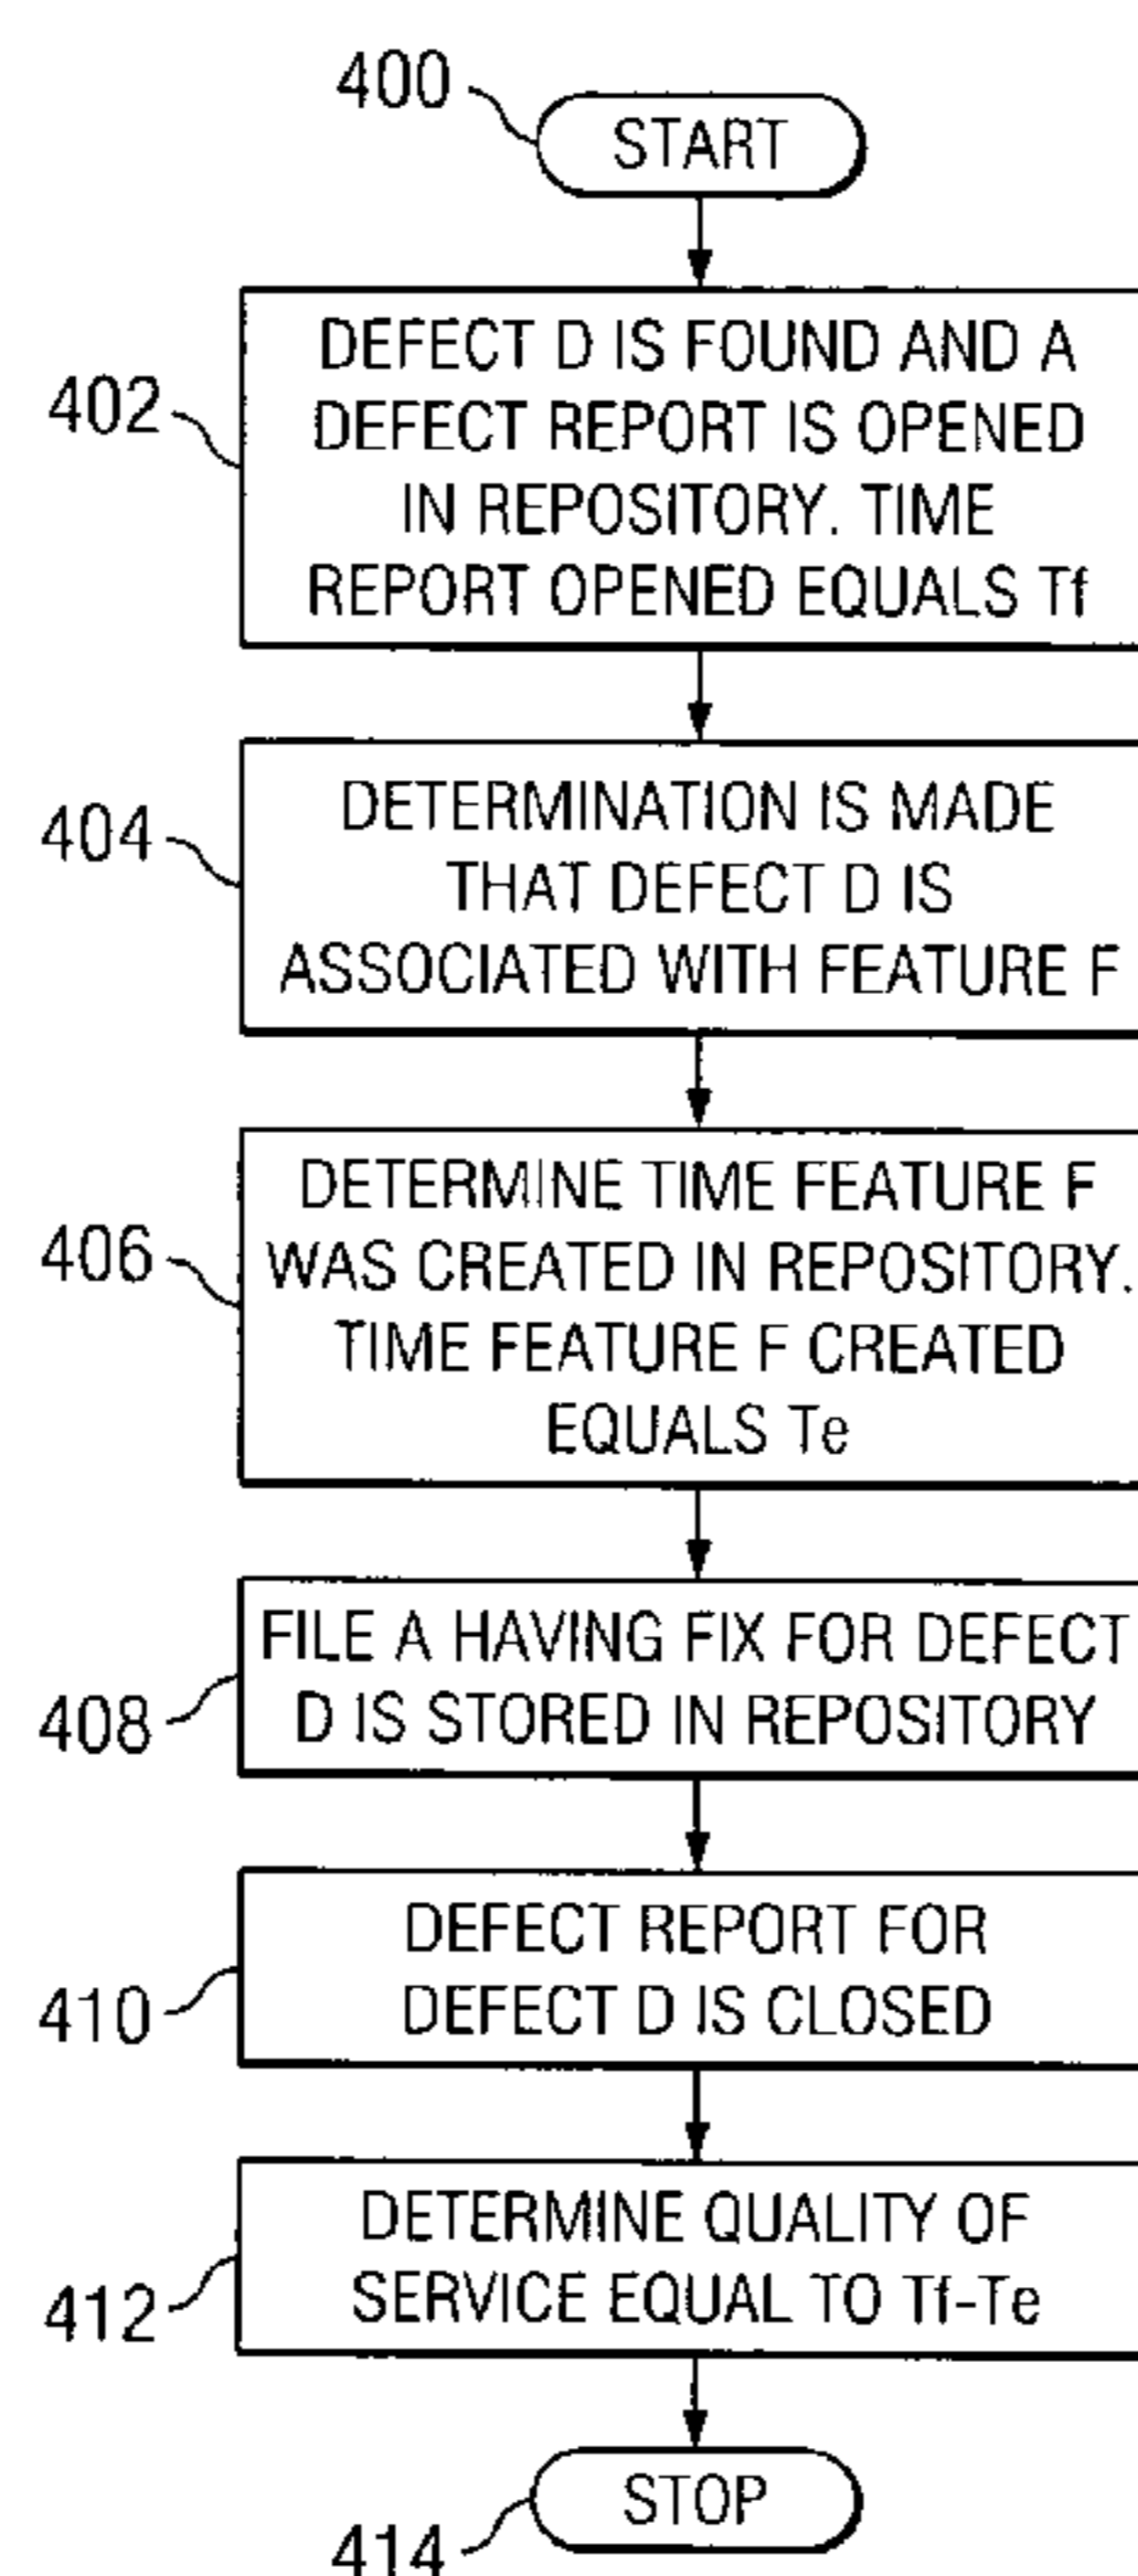 400
START
402
DEFECT D IS FOUND AND A
DEFECT REPORT IS OPENED
IN REPOSITORY. TIME
REPORT OPENED EQUALS Tf
404
DETERMINATION IS MADE
THAT DEFECT D IS
ASSOCIATED WITH FEATURE F
406
DETERMINE TIME FEATURE F
WAS CREATED IN REPOSITORY.
TIME FEATURE F CREATED
EQUALS Te
408
FILE A HAVING FIX FOR DEFECT
D IS STORED IN REPOSITORY
410
DEFECT REPORT FOR
DEFECT D IS CLOSED
412
DETERMINE QUALITY OF
SERVICE EQUAL TO Tf-Te
STOP
414